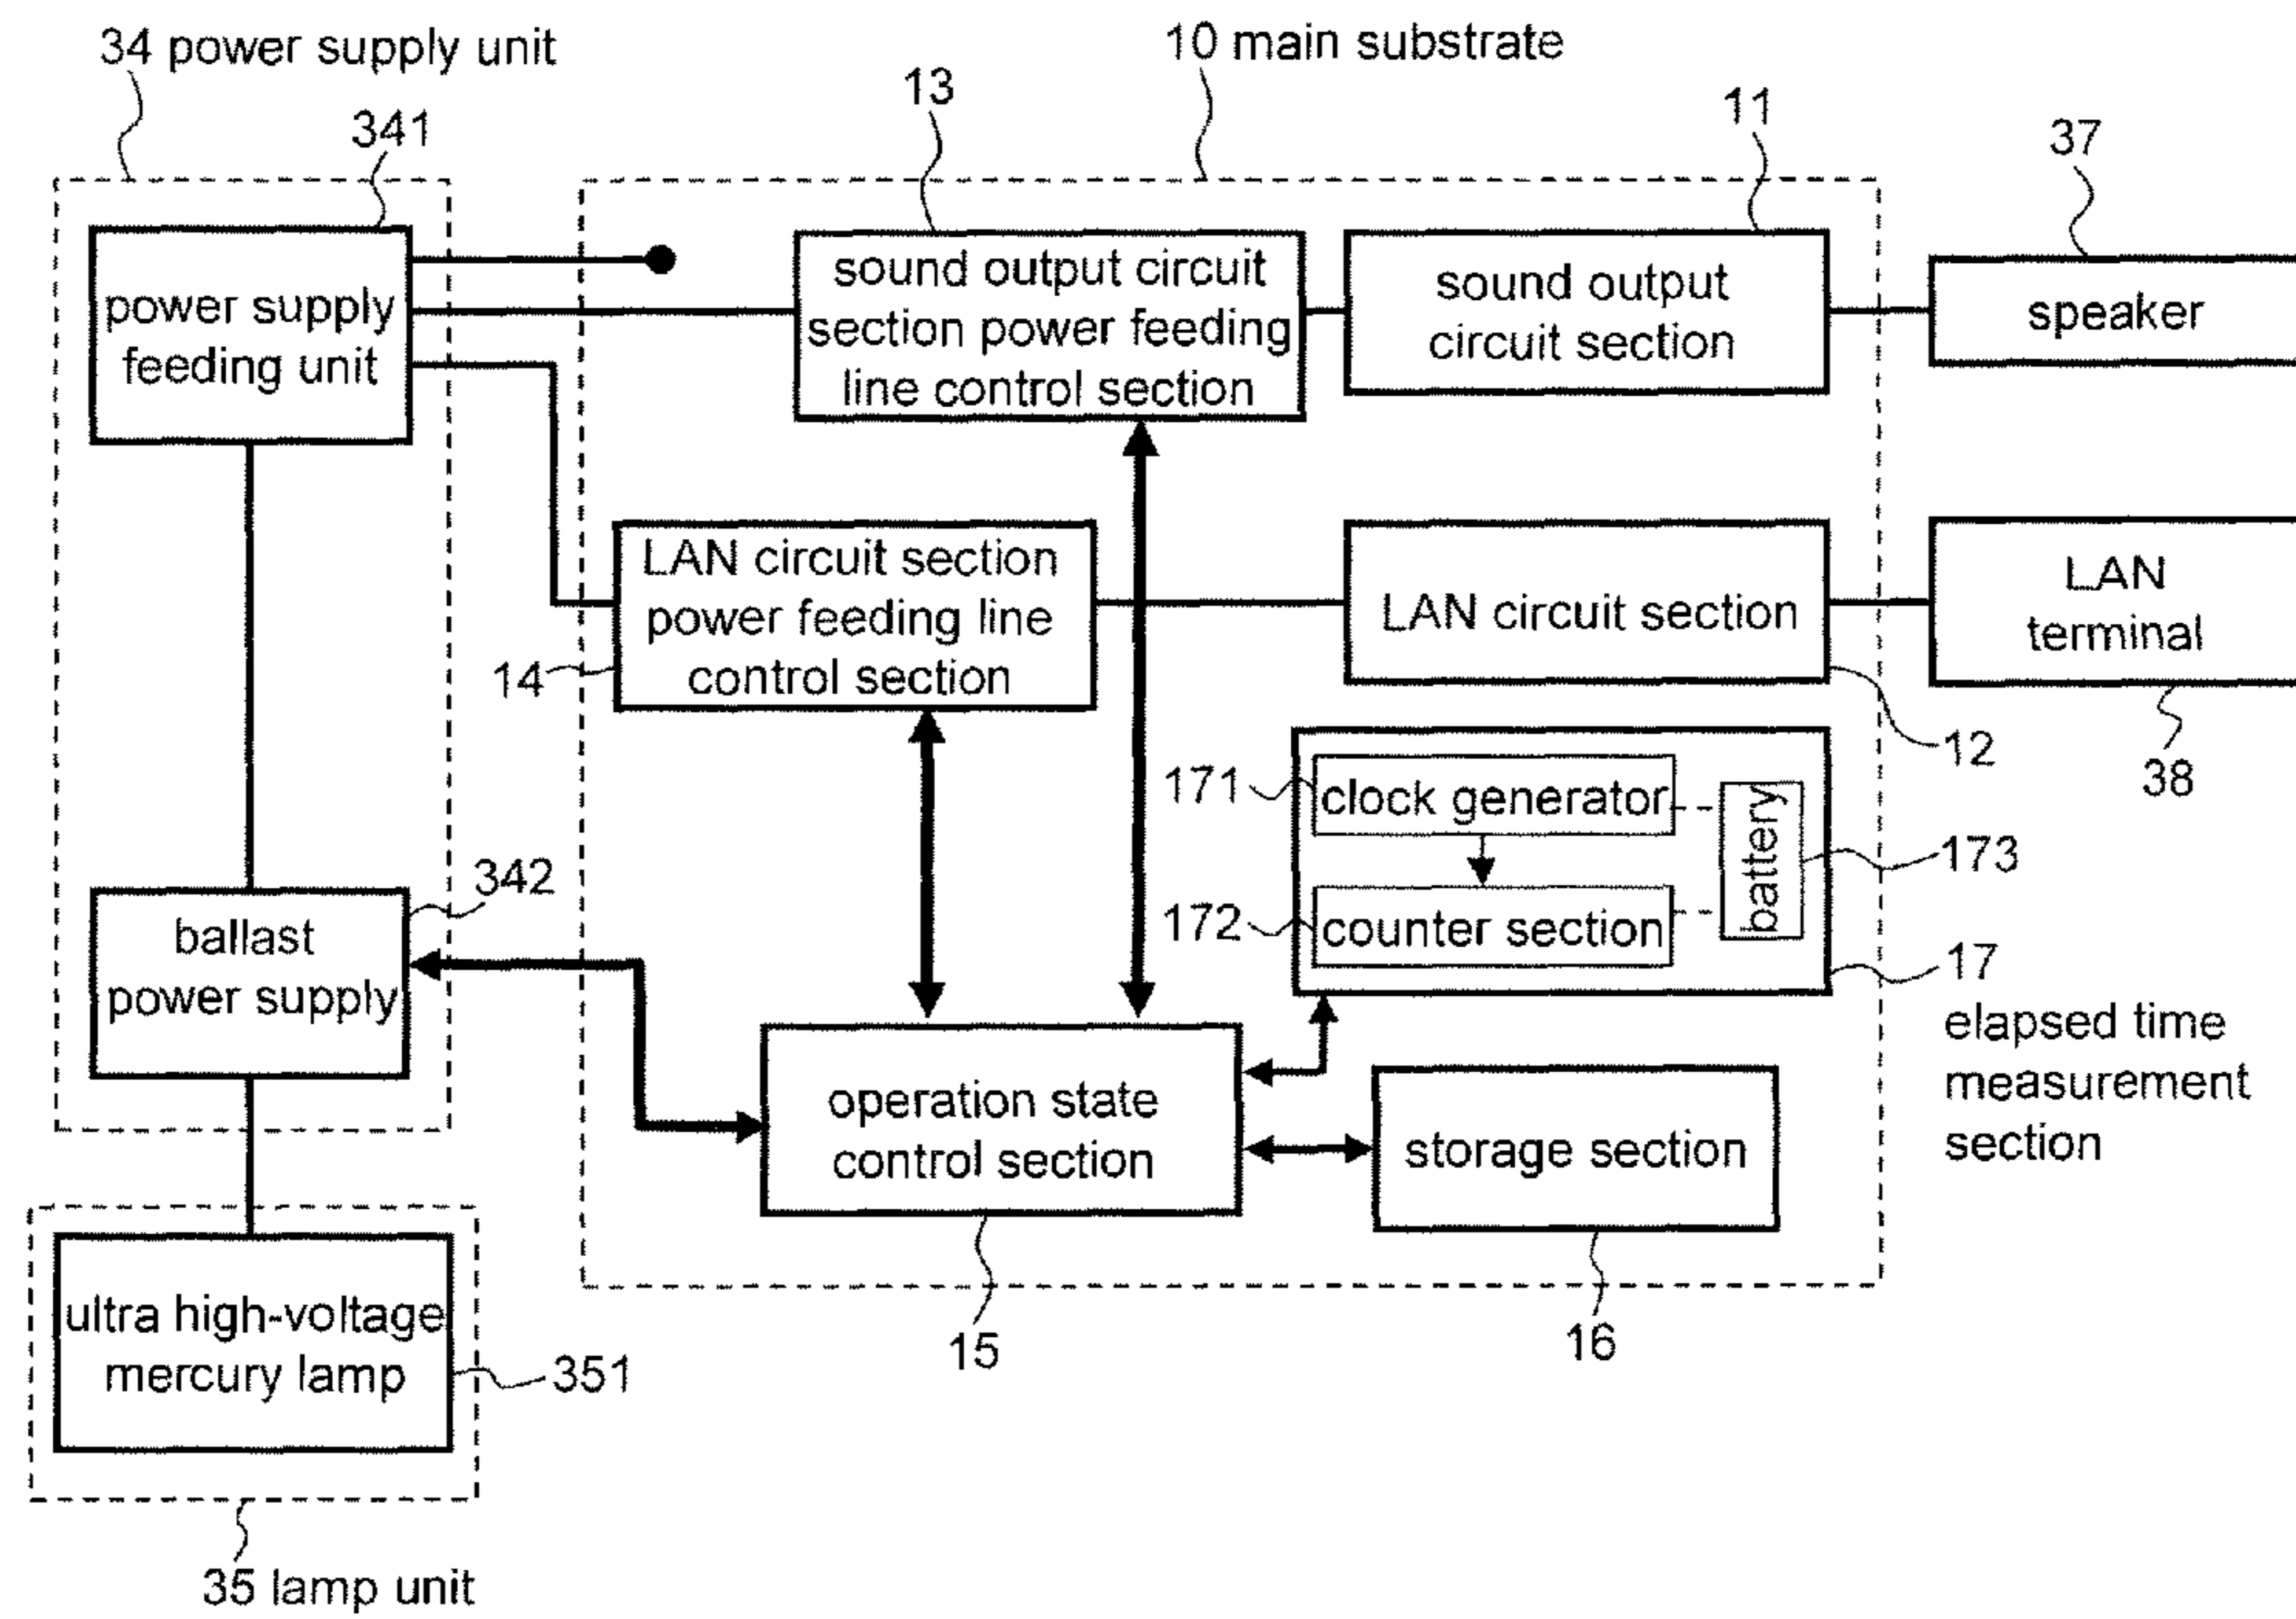 34 power supply unit
10 main substrate
341
13
11
37
power supply
feeding unit
sound output circuit
section power feeding
line control section
sound output
circuit section
speaker
LAN circuit section
power feeding line
control section
14
LAN circuit section
12
LAN
terminal
38
171
clock generator
172
counter section
battery
173
17
elapsed time
measurement
section
342
ballast
power supply
operation state
control section
15
storage section
16
ultra high-voltage
mercury lamp
351
35 lamp unit